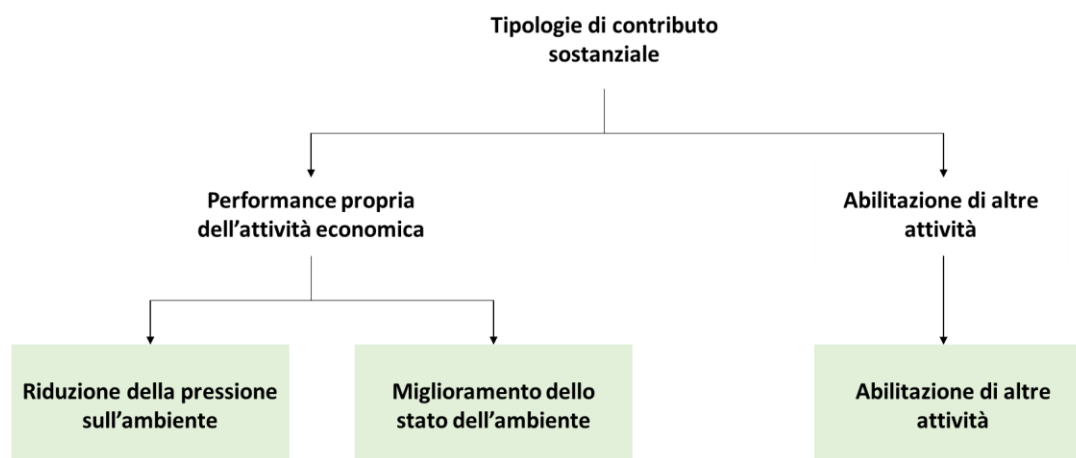 Tipologie di contributo
sostanziale
Performance propria
dell'attività economica
Abilitazione di altre
attività
Riduzione della pressione
sull'ambiente
Miglioramento dello
stato dell'ambiente
Abilitazione di altre
attività